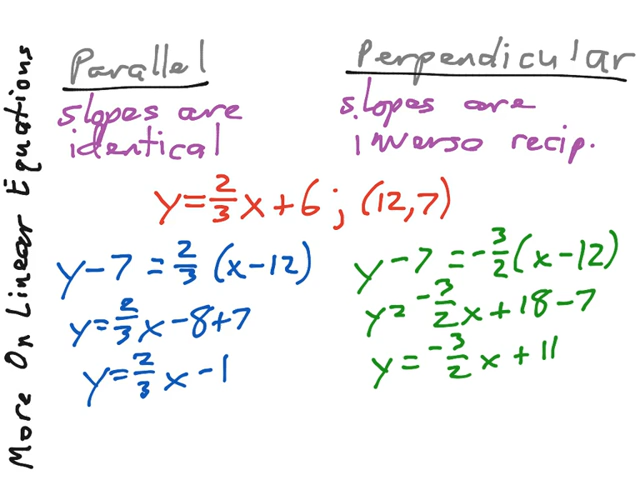 More On Linear Equations
Parallel
slopes are
identical
Perpendicular
slopes are
inverso recip.
y=2/3x+6; (12,7)
y-7=2/3(x-12)
y=2/3x-8+7
y=2/3x-1
y-7=-3/2(x-12)
y=-3/2x+18-7
y=-3/2x+11